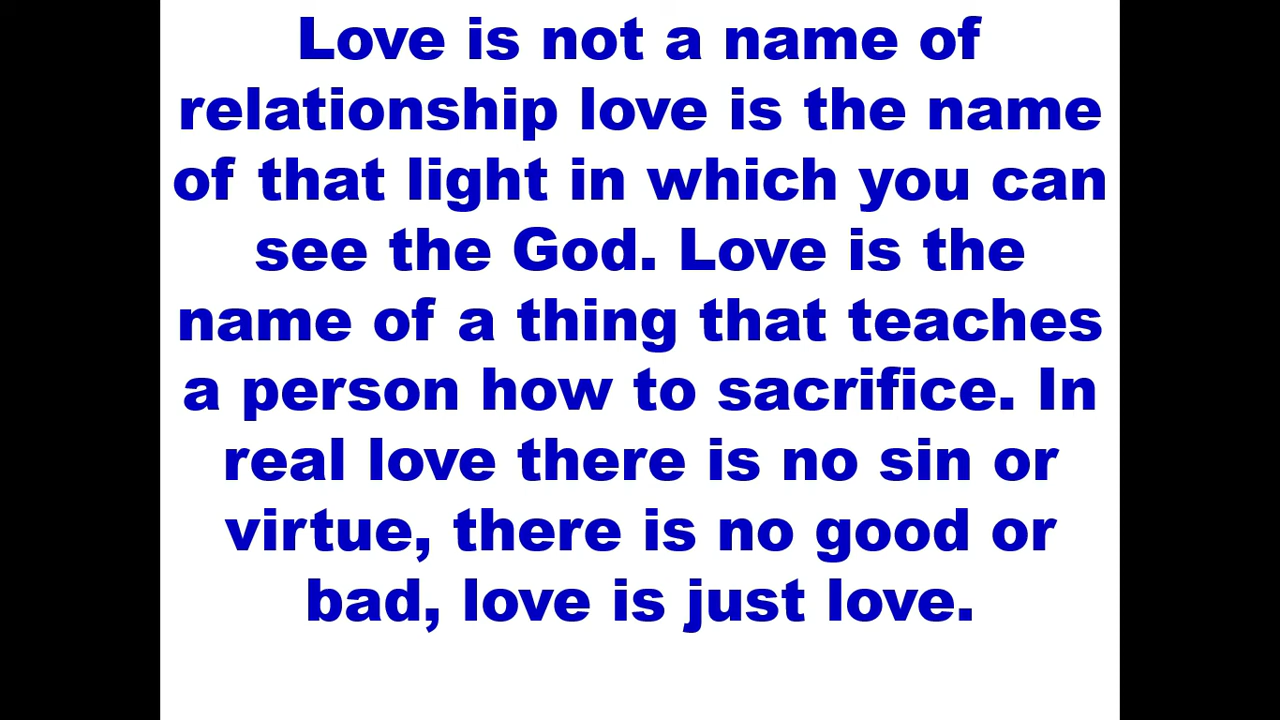 Love is not a name of
relationship love is the name
of that light in which you can
see the God. Love is the
name of a thing that teaches
a person how to sacrifice. In
real love there is no sin or
virtue, there is no good or
bad, love is just love.